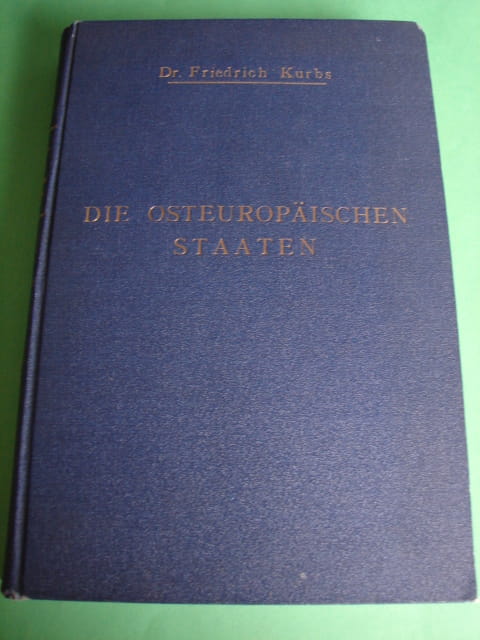 Dr. Friedrich Kurbs
DIE OSTEUROPÄISCHEN
STAATEN